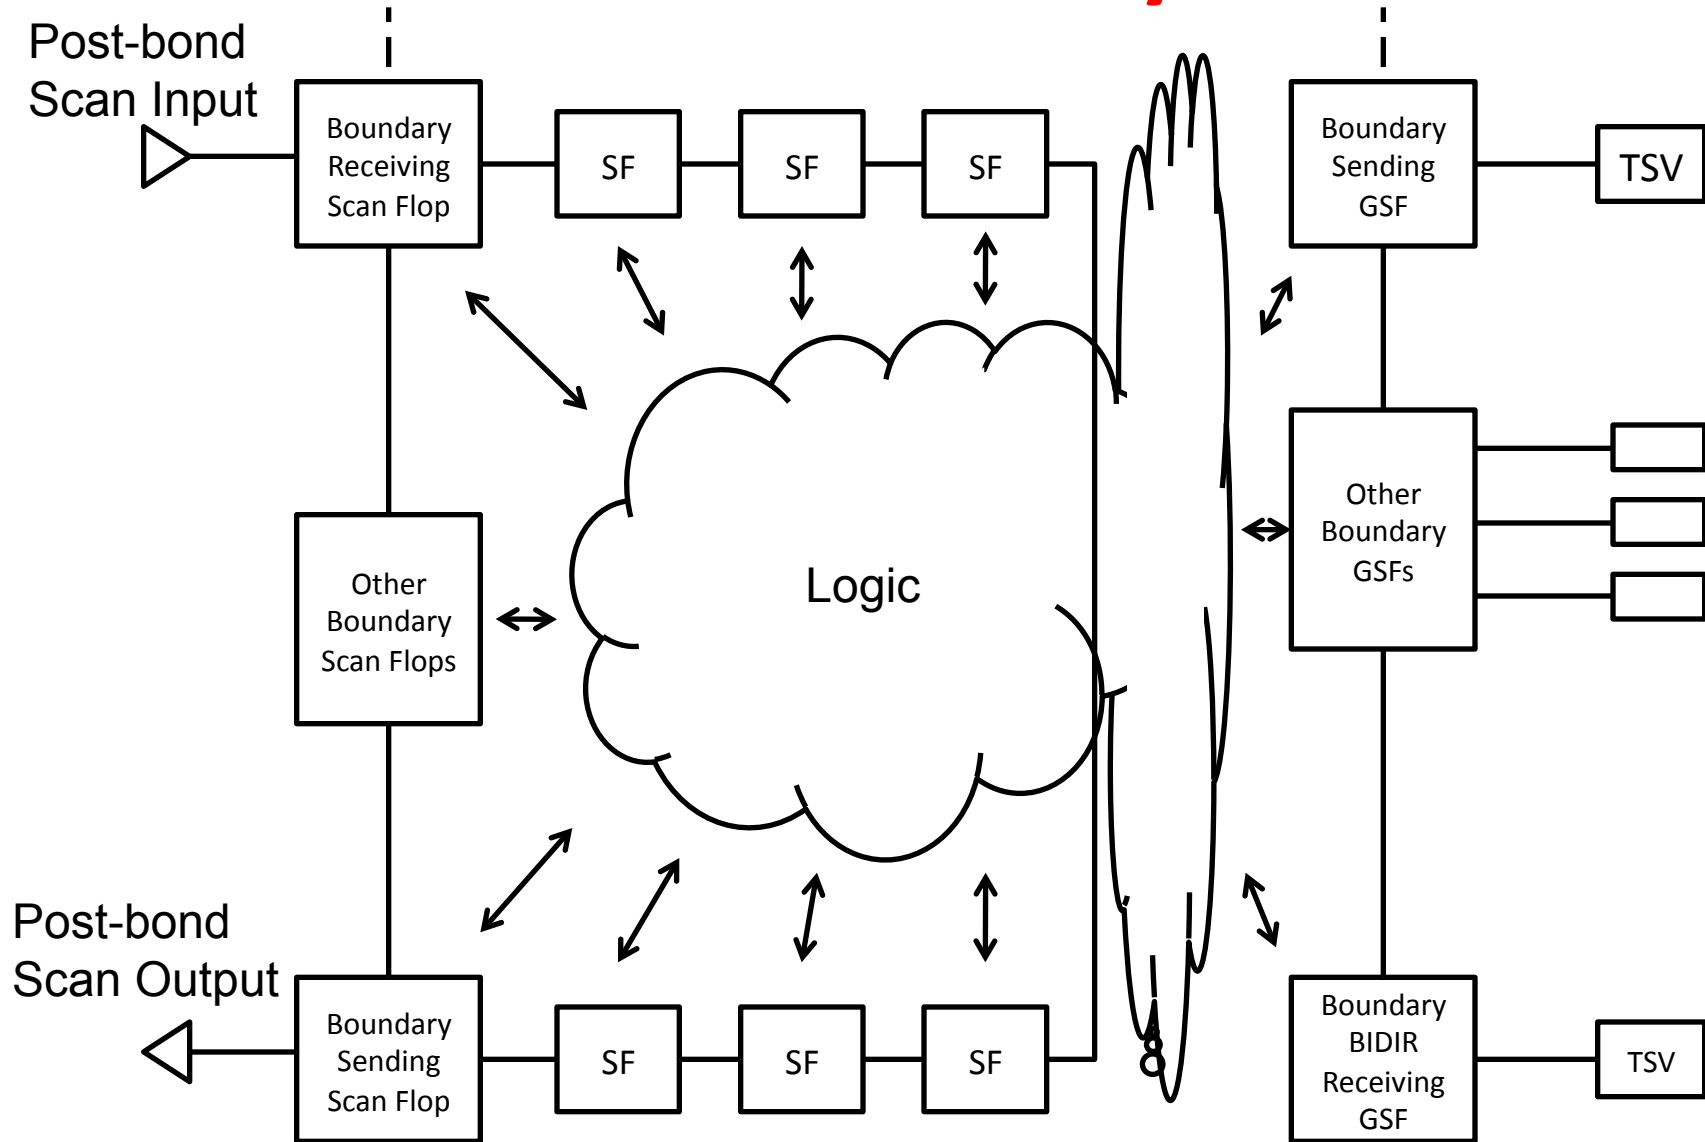 Post-bond
Scan Input
Boundary
Receiving
Scan Flop
SF
SF
SF
Boundary
Sending
GSF
TSV
Other
Boundary
Scan Flops
Logic
Other
Boundary
GSFs
Post-bond
Scan Output
Boundary
Sending
Scan Flop
SF
SF
SF
Boundary
BIDIR
Receiving
GSF
TSV